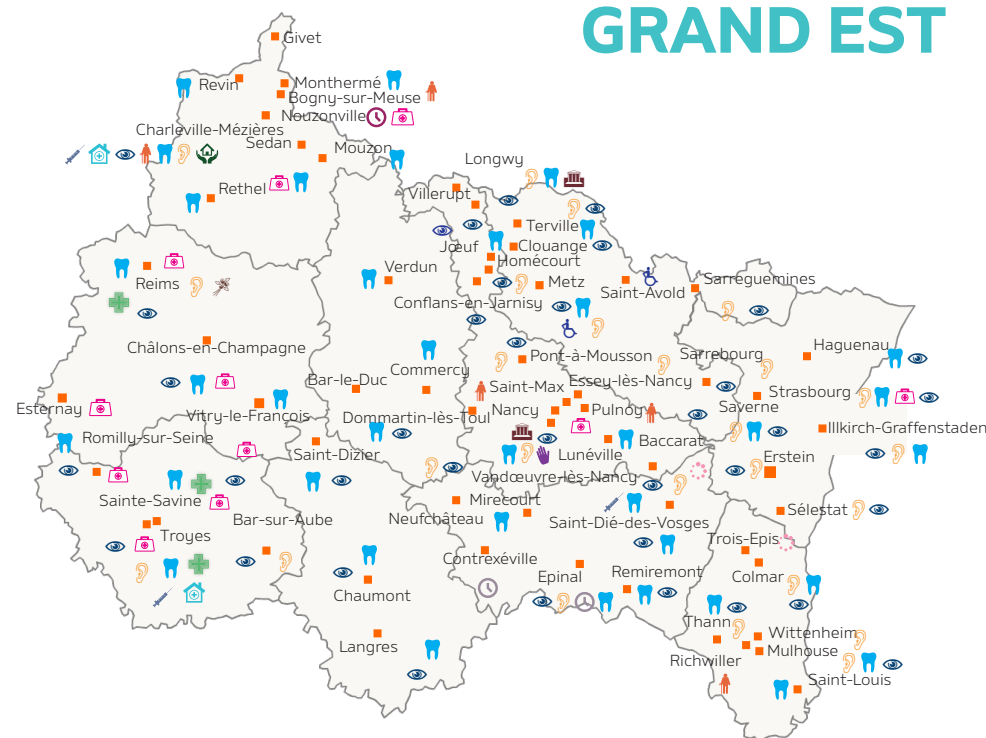 GRAND EST
Givet
Revin
Monthermé
Bogny-sur-Meuse
Nouzonville
Charleville-Mézières
Sedan
Mouzon
Longwy
Rethel
Villerupt
Terville
Jœuf
Clouange
Homécourt
Verdun
Metz
Reims
Saint-Avold
Sarreguemines
Conflans-en-Jarnisy
Châlons-en-Champagne
Haguenau
Pont-à-Mousson
Sarrebourg
Commercy
Bar-le-Duc
Saint-Max
Essey-lès-Nancy
Strasbourg
Esternay
Vitry-le-François
Dommartin-lès-Toul
Nancy
Pulnoy
Saverne
Illkirch-Graffenstaden
Romilly-sur-Seine
Baccarat
Saint-Dizier
Lunéville
Erstein
Vandœuvre-lès-Nancy
Sainte-Savine
Mirecourt
Bar-sur-Aube
Neufchâteau
Saint-Dié-des-Vosges
Sélestat
Troyes
Trois-Epis
Contrexéville
Epinal
Remiremont
Colmar
Chaumont
Thann
Wittenheim
Langres
Mulhouse
Richwiller
Saint-Louis